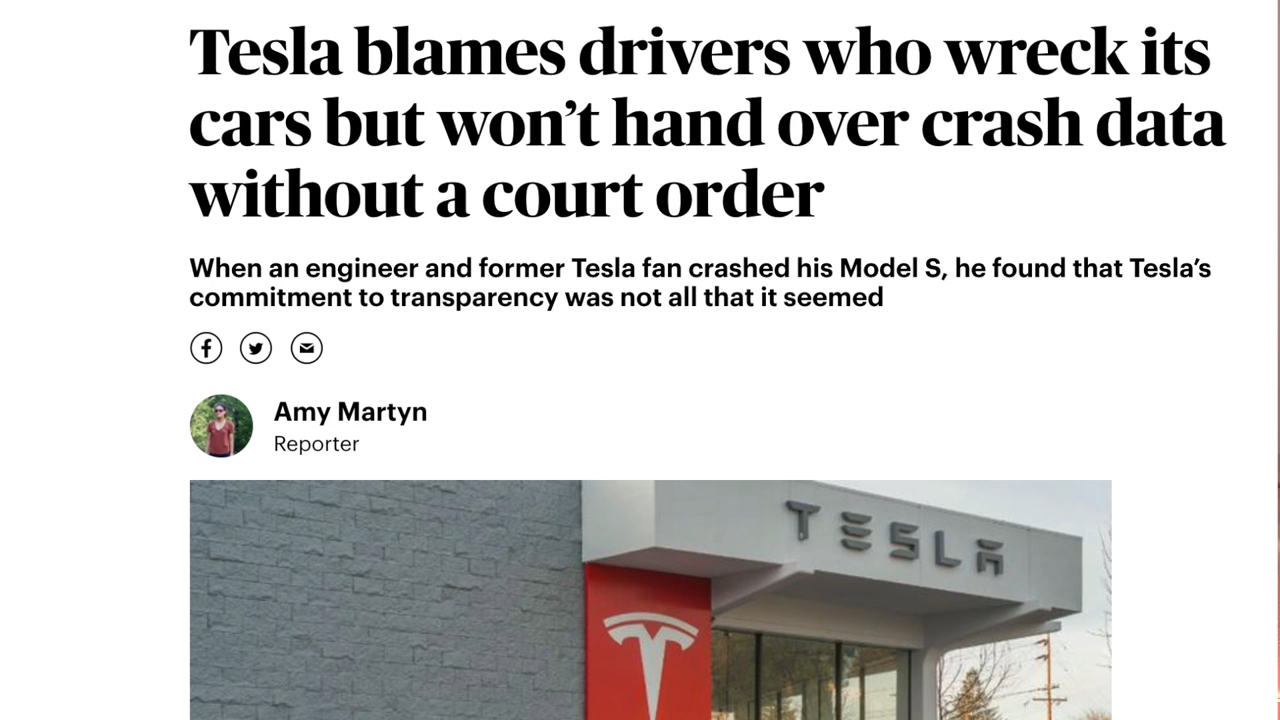 Tesla blames drivers who wreck its
cars but won’t hand over crash data
without a court order
When an engineer and former Tesla fan crashed his Model S, he found that Tesla’s
commitment to transparency was not all that it seemed
Amy Martyn
Reporter
TESLA